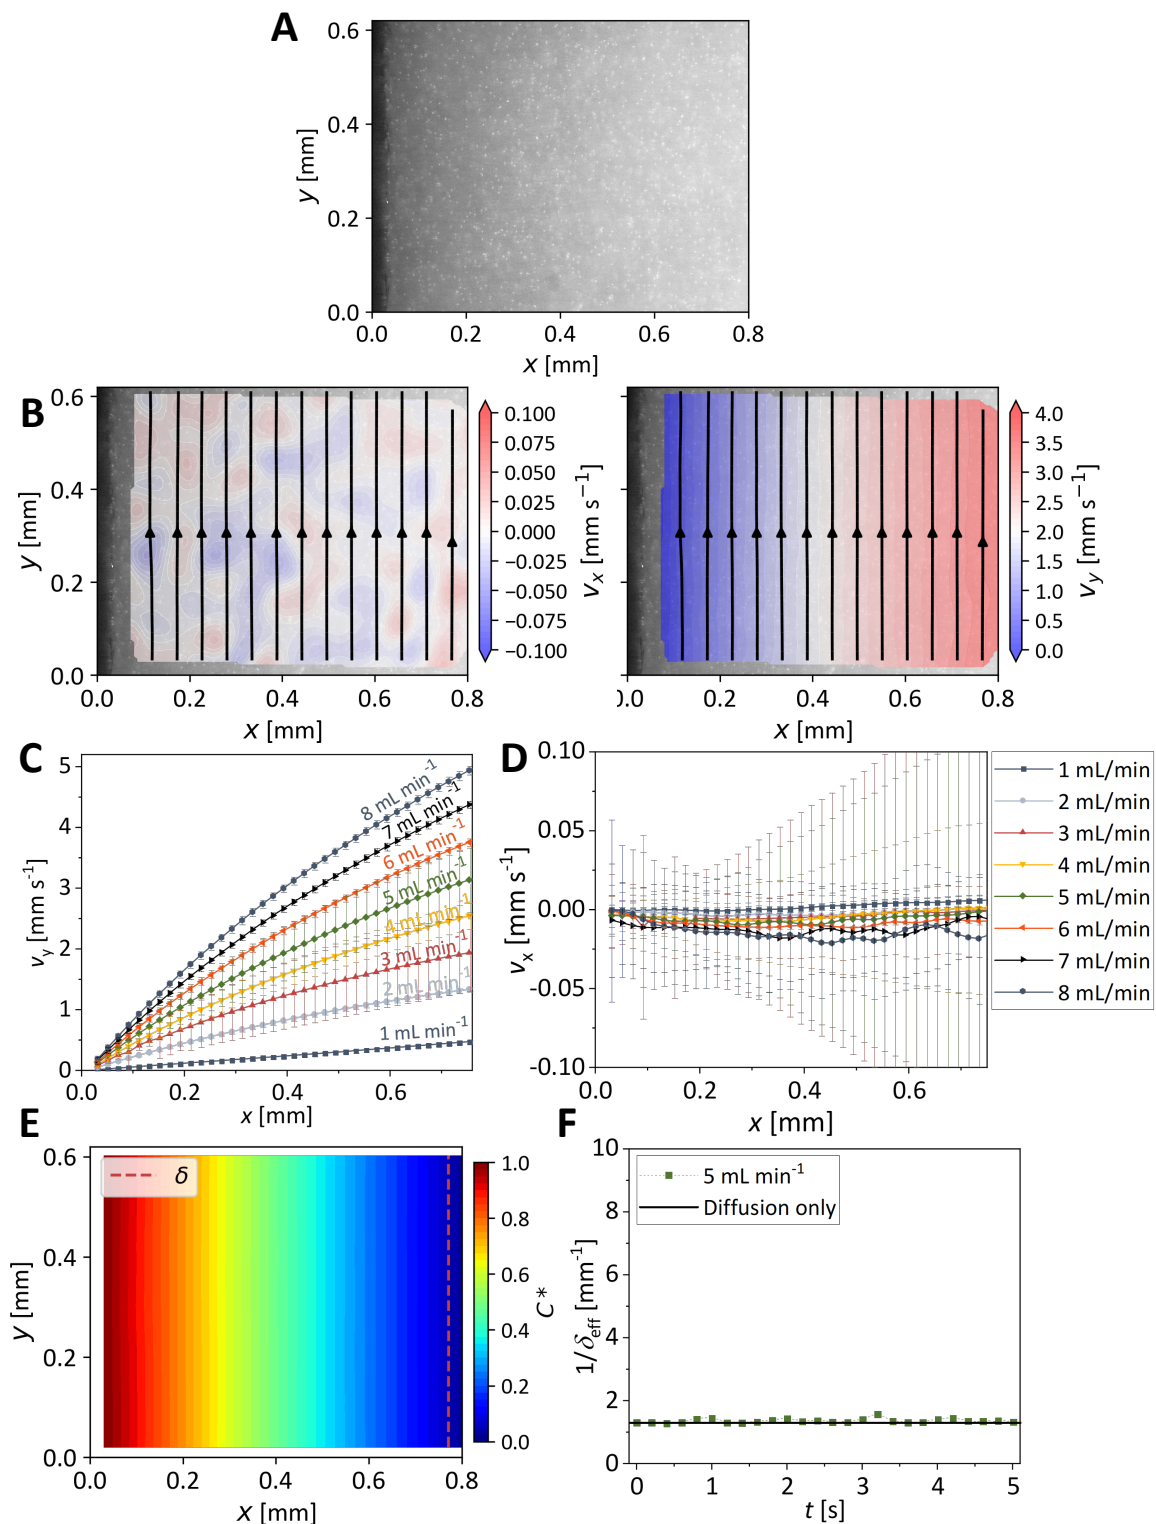 A
0.6
0.4
0.2
0.0
y [mm]
0.0 0.2 0.4 0.6 0.8
x [mm]
B
0.6
0.4
0.2
0.0
y [mm]
0.0 0.2 0.4 0.6 0.8
x [mm]
0.100
0.075
0.050
0.025
0.000
−0.025
−0.050
−0.075
−0.100
vₓ [mm s⁻¹]
0.2 0.4 0.6 0.8
x [mm]
4.0
3.5
3.0
2.5
2.0
1.5
1.0
0.5
0.0
v_y [mm s⁻¹]
C
5
4
3
2
1
0
v_y [mm s⁻¹]
8 mL min⁻¹
7 mL min⁻¹
6 mL min⁻¹
5 mL min⁻¹
4 mL min⁻¹
3 mL min⁻¹
2 mL min⁻¹
1 mL min⁻¹
0.2 0.4 0.6
x [mm]
D
0.10
0.05
0.00
-0.05
-0.10
vₓ [mm s⁻¹]
0.0 0.2 0.4 0.6
x [mm]
1 mL/min
2 mL/min
3 mL/min
4 mL/min
5 mL/min
6 mL/min
7 mL/min
8 mL/min
E
0.6
0.4
0.2
0.0
y [mm]
δ
0.0 0.2 0.4 0.6 0.8
x [mm]
1.0
0.8
0.6
0.4
0.2
0.0
C*
F
10
8
6
4
2
0
1/δ_eff [mm⁻¹]
5 mL min⁻¹
Diffusion only
0 1 2 3 4 5
t [s]